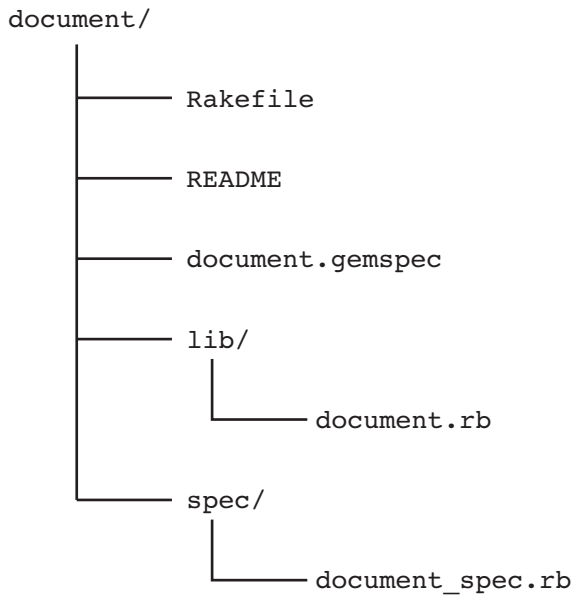 document/
Rakefile
README
document.gemspec
lib/
document.rb
spec/
document_spec.rb